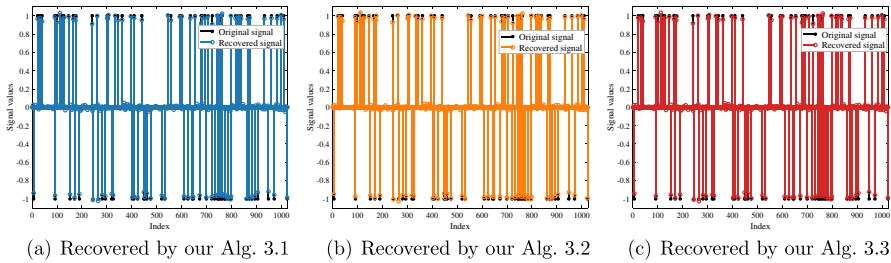 1
0.8
0.6
0.4
0.2
0
-0.2
-0.4
-0.6
-0.8
-1
Signal values
Original signal
Recovered signal
0 100 200 300 400 500 600 700 800 900 1000
Index
(a) Recovered by our Alg. 3.1
1
0.8
0.6
0.4
0.2
0
-0.2
-0.4
-0.6
-0.8
-1
Signal values
Original signal
Recovered signal
0 100 200 300 400 500 600 700 800 900 1000
Index
(b) Recovered by our Alg. 3.2
1
0.8
0.6
0.4
0.2
0
-0.2
-0.4
-0.6
-0.8
-1
Signal values
Original signal
Recovered signal
0 100 200 300 400 500 600 700 800 900 1000
Index
(c) Recovered by our Alg. 3.3